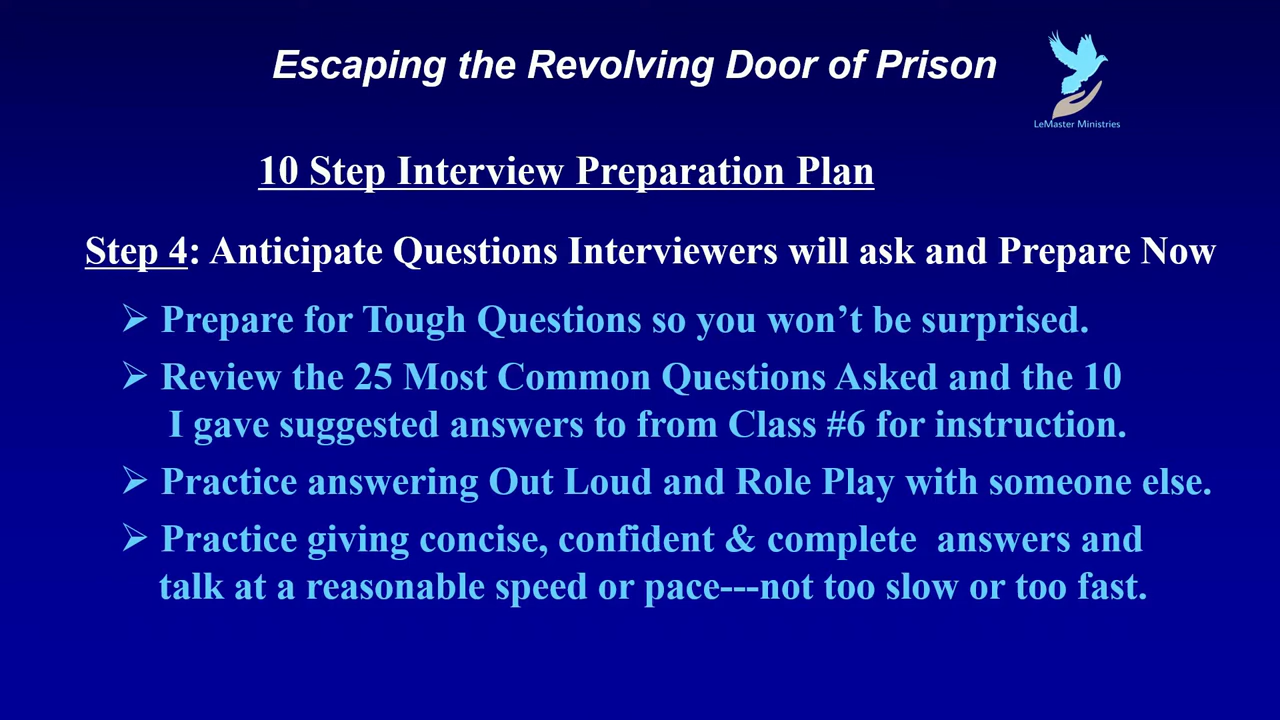 Escaping the Revolving Door of Prison
LeMaster Ministries
10 Step Interview Preparation Plan
Step 4: Anticipate Questions Interviewers will ask and Prepare Now
➢ Prepare for Tough Questions so you won’t be surprised.
➢ Review the 25 Most Common Questions Asked and the 10
I gave suggested answers to from Class #6 for instruction.
➢ Practice answering Out Loud and Role Play with someone else.
➢ Practice giving concise, confident & complete answers and
talk at a reasonable speed or pace---not too slow or too fast.